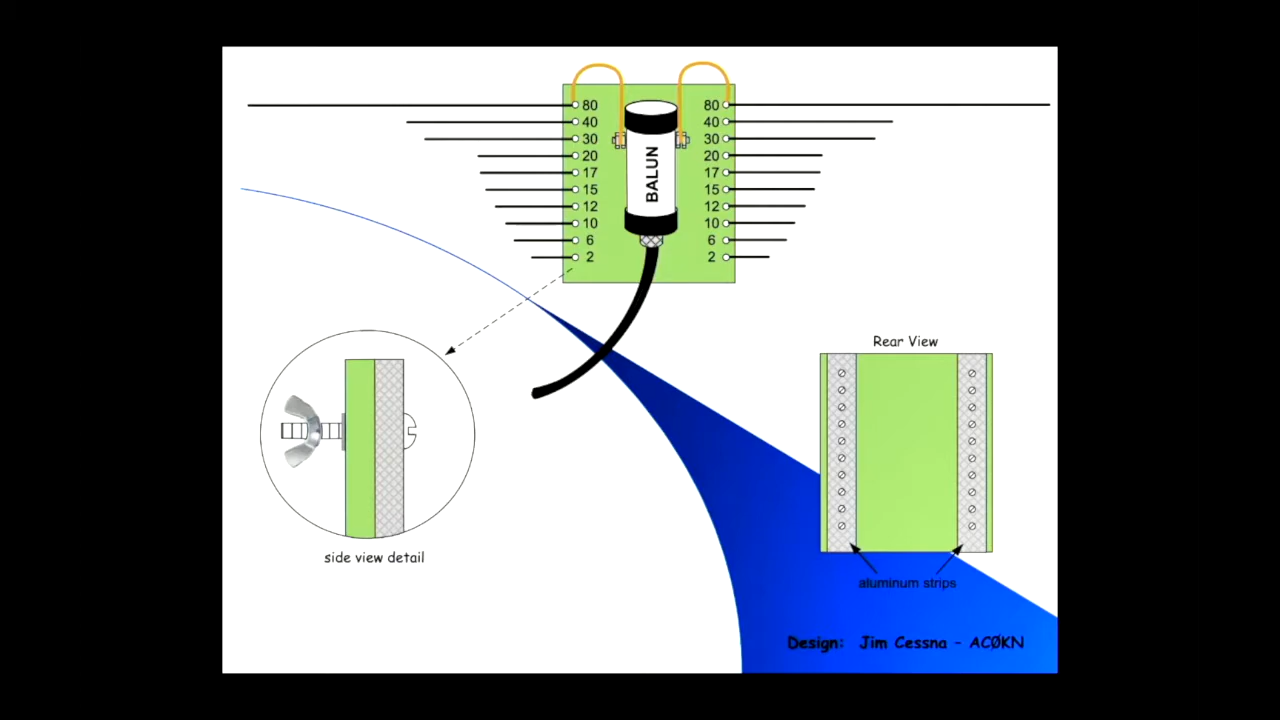 80 80
40 40
30 30
20 20
17 17
15 15
12 12
10 10
6 6
2 2
BALUN
Rear View
side view detail
aluminum strips
Design: Jim Cessna - ACØKN